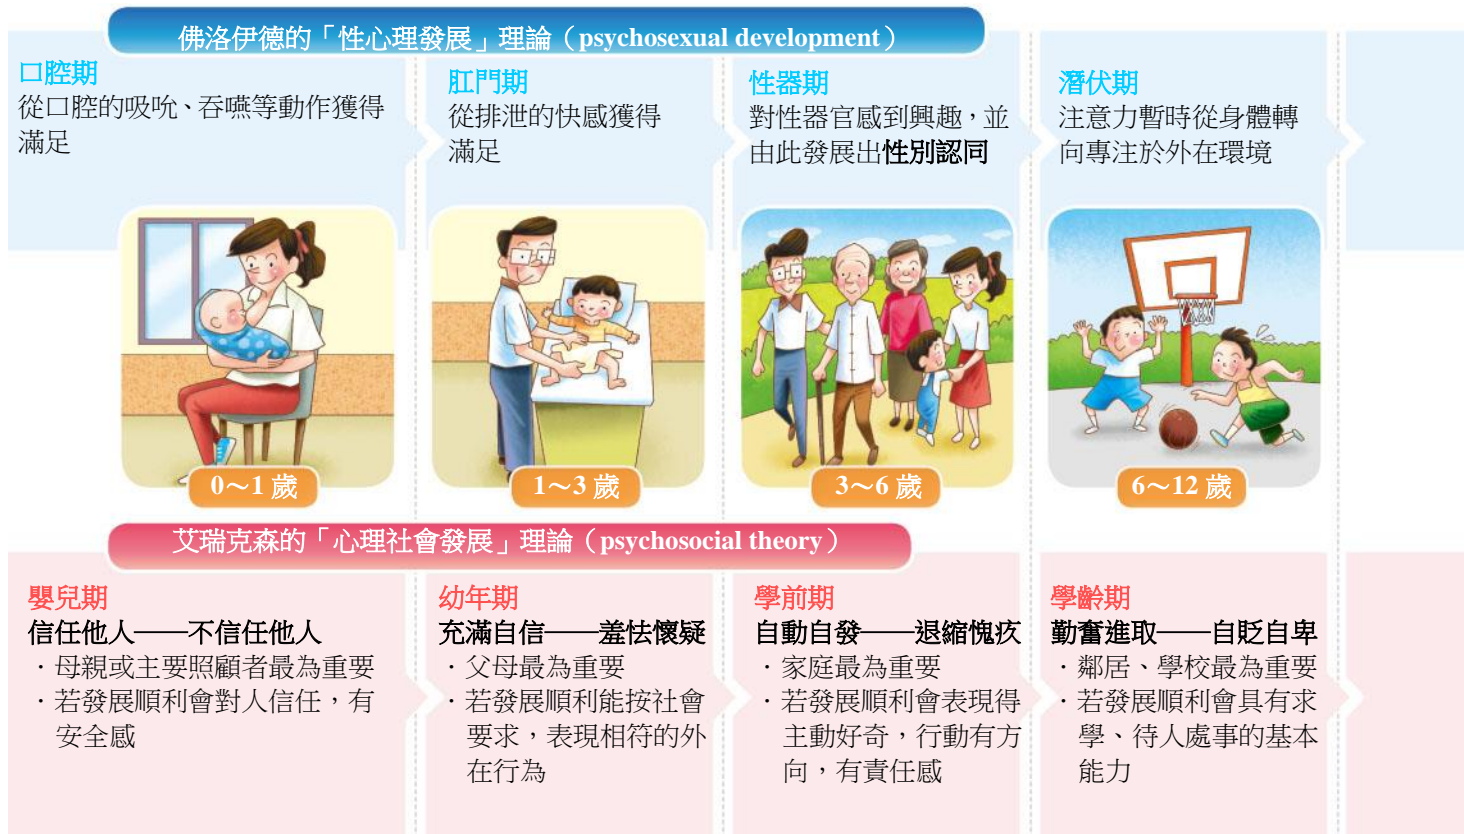 佛洛伊德的「性心理發展」理論（psychosexual development）
口腔期
從口腔的吸吮、吞嚥等動作獲得
滿足
肛門期
從排泄的快感獲得
滿足
性器期
對性器官感到興趣，並
由此發展出性別認同
潛伏期
注意力暫時從身體轉
向專注於外在環境
0～1 歲
1～3 歲
3～6 歲
6～12 歲
艾瑞克森的「心理社會發展」理論（psychosocial theory）
嬰兒期
信任他人——不信任他人
．母親或主要照顧者最為重要
．若發展順利會對人信任，有
安全感
幼年期
充滿自信——羞怯懷疑
．父母最為重要
．若發展順利能按社會
要求，表現相符的外
在行為
學前期
自動自發——退縮愧疚
．家庭最為重要
．若發展順利會表現得
主動好奇，行動有方
向，有責任感
學齡期
勤奮進取——自貶自卑
．鄰居、學校最為重要
．若發展順利會具有求
學、待人處事的基本
能力